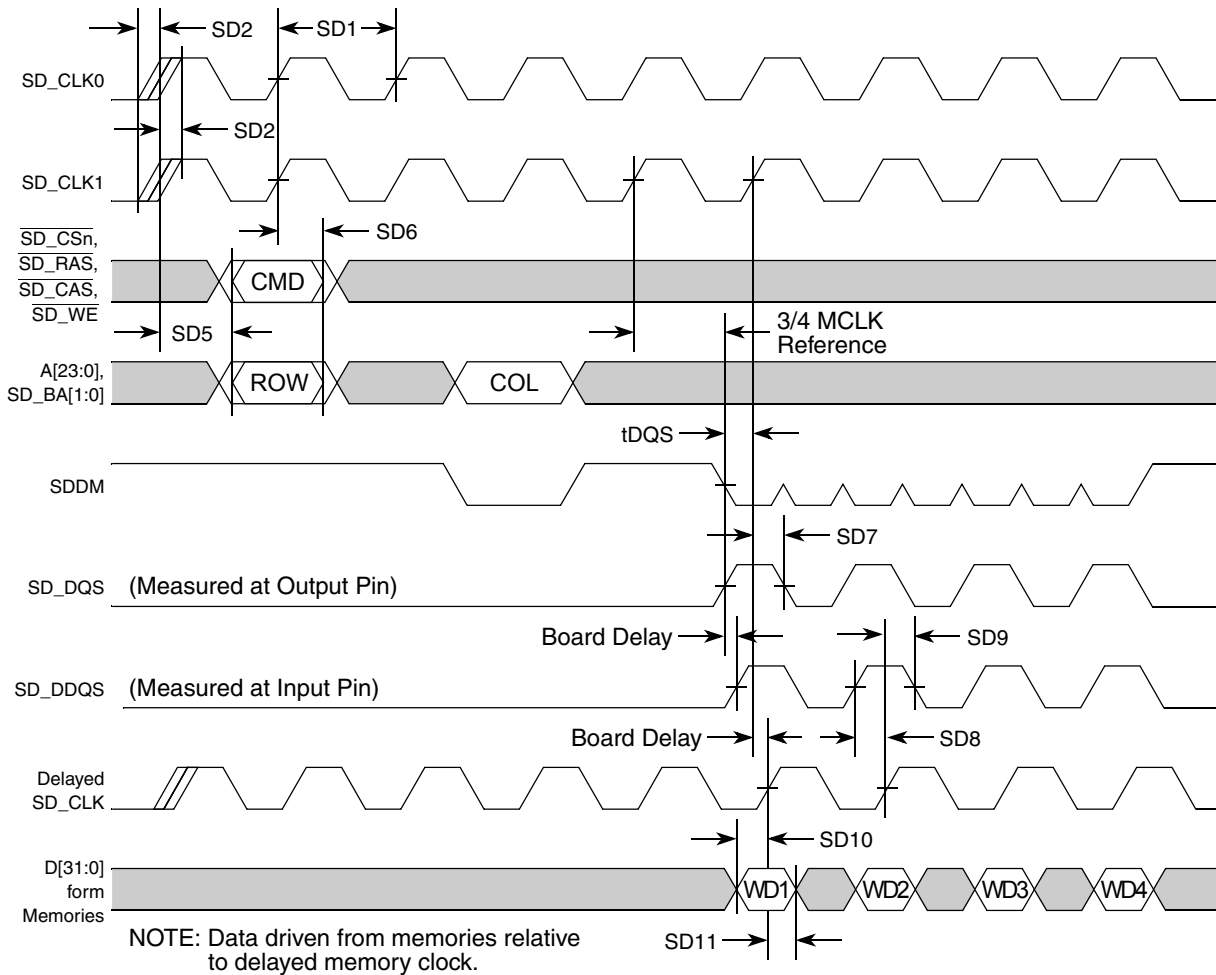 SD2
SD1
SD_CLK0
SD2
SD_CLK1
SD_CSn,
SD_RAS,
SD_CAS,
SD_WE
SD6
CMD
SD5
3/4 MCLK
Reference
A[23:0],
SD_BA[1:0]
ROW
COL
tDQS
SDDM
SD7
SD_DQS
(Measured at Output Pin)
Board Delay
SD9
SD_DDQS
(Measured at Input Pin)
Board Delay
SD8
Delayed
SD_CLK
SD10
D[31:0]
form
Memories
WD1
WD2
WD3
WD4
NOTE: Data driven from memories relative
to delayed memory clock.
SD11